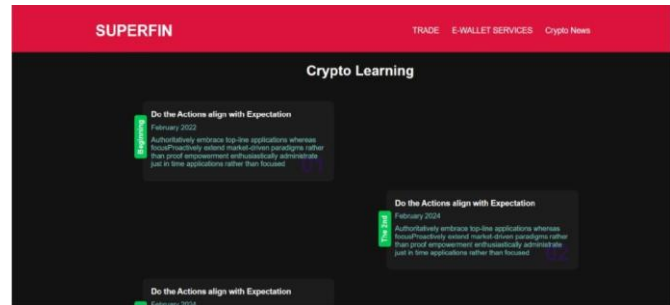 SUPERFIN
TRADE E-WALLET SERVICES Crypto News
Crypto Learning
Beginning
Do the Actions align with Expectation
February 2022
Authoritatively embrace top-line applications whereas
focusProactively extend market-driven paradigms rather
than proof empowerment enthusiastically administrate
just in time applications rather than focused
01
The 2nd
Do the Actions align with Expectation
February 2024
Authoritatively embrace top-line applications whereas
focusProactively extend market-driven paradigms rather
than proof empowerment enthusiastically administrate
just in time applications rather than focused
02
Do the Actions align with Expectation
February 2024